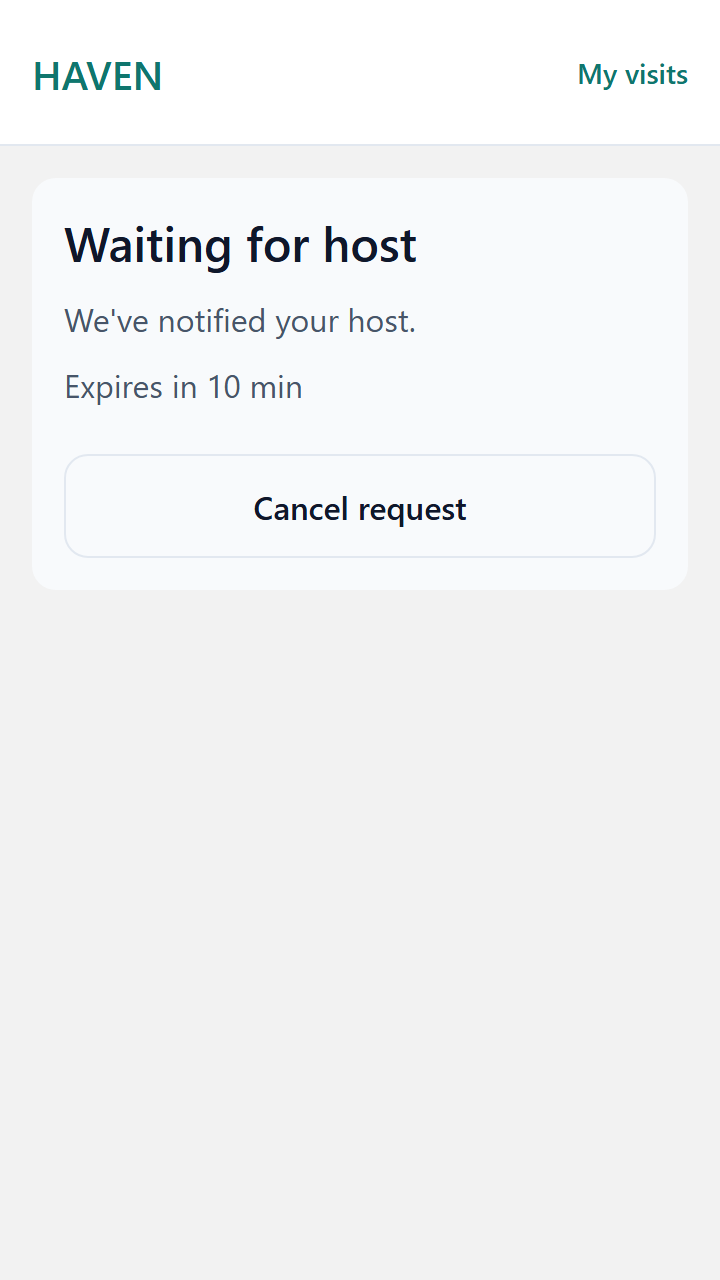 HAVEN
My visits
Waiting for host
We've notified your host.
Expires in 10 min
Cancel request